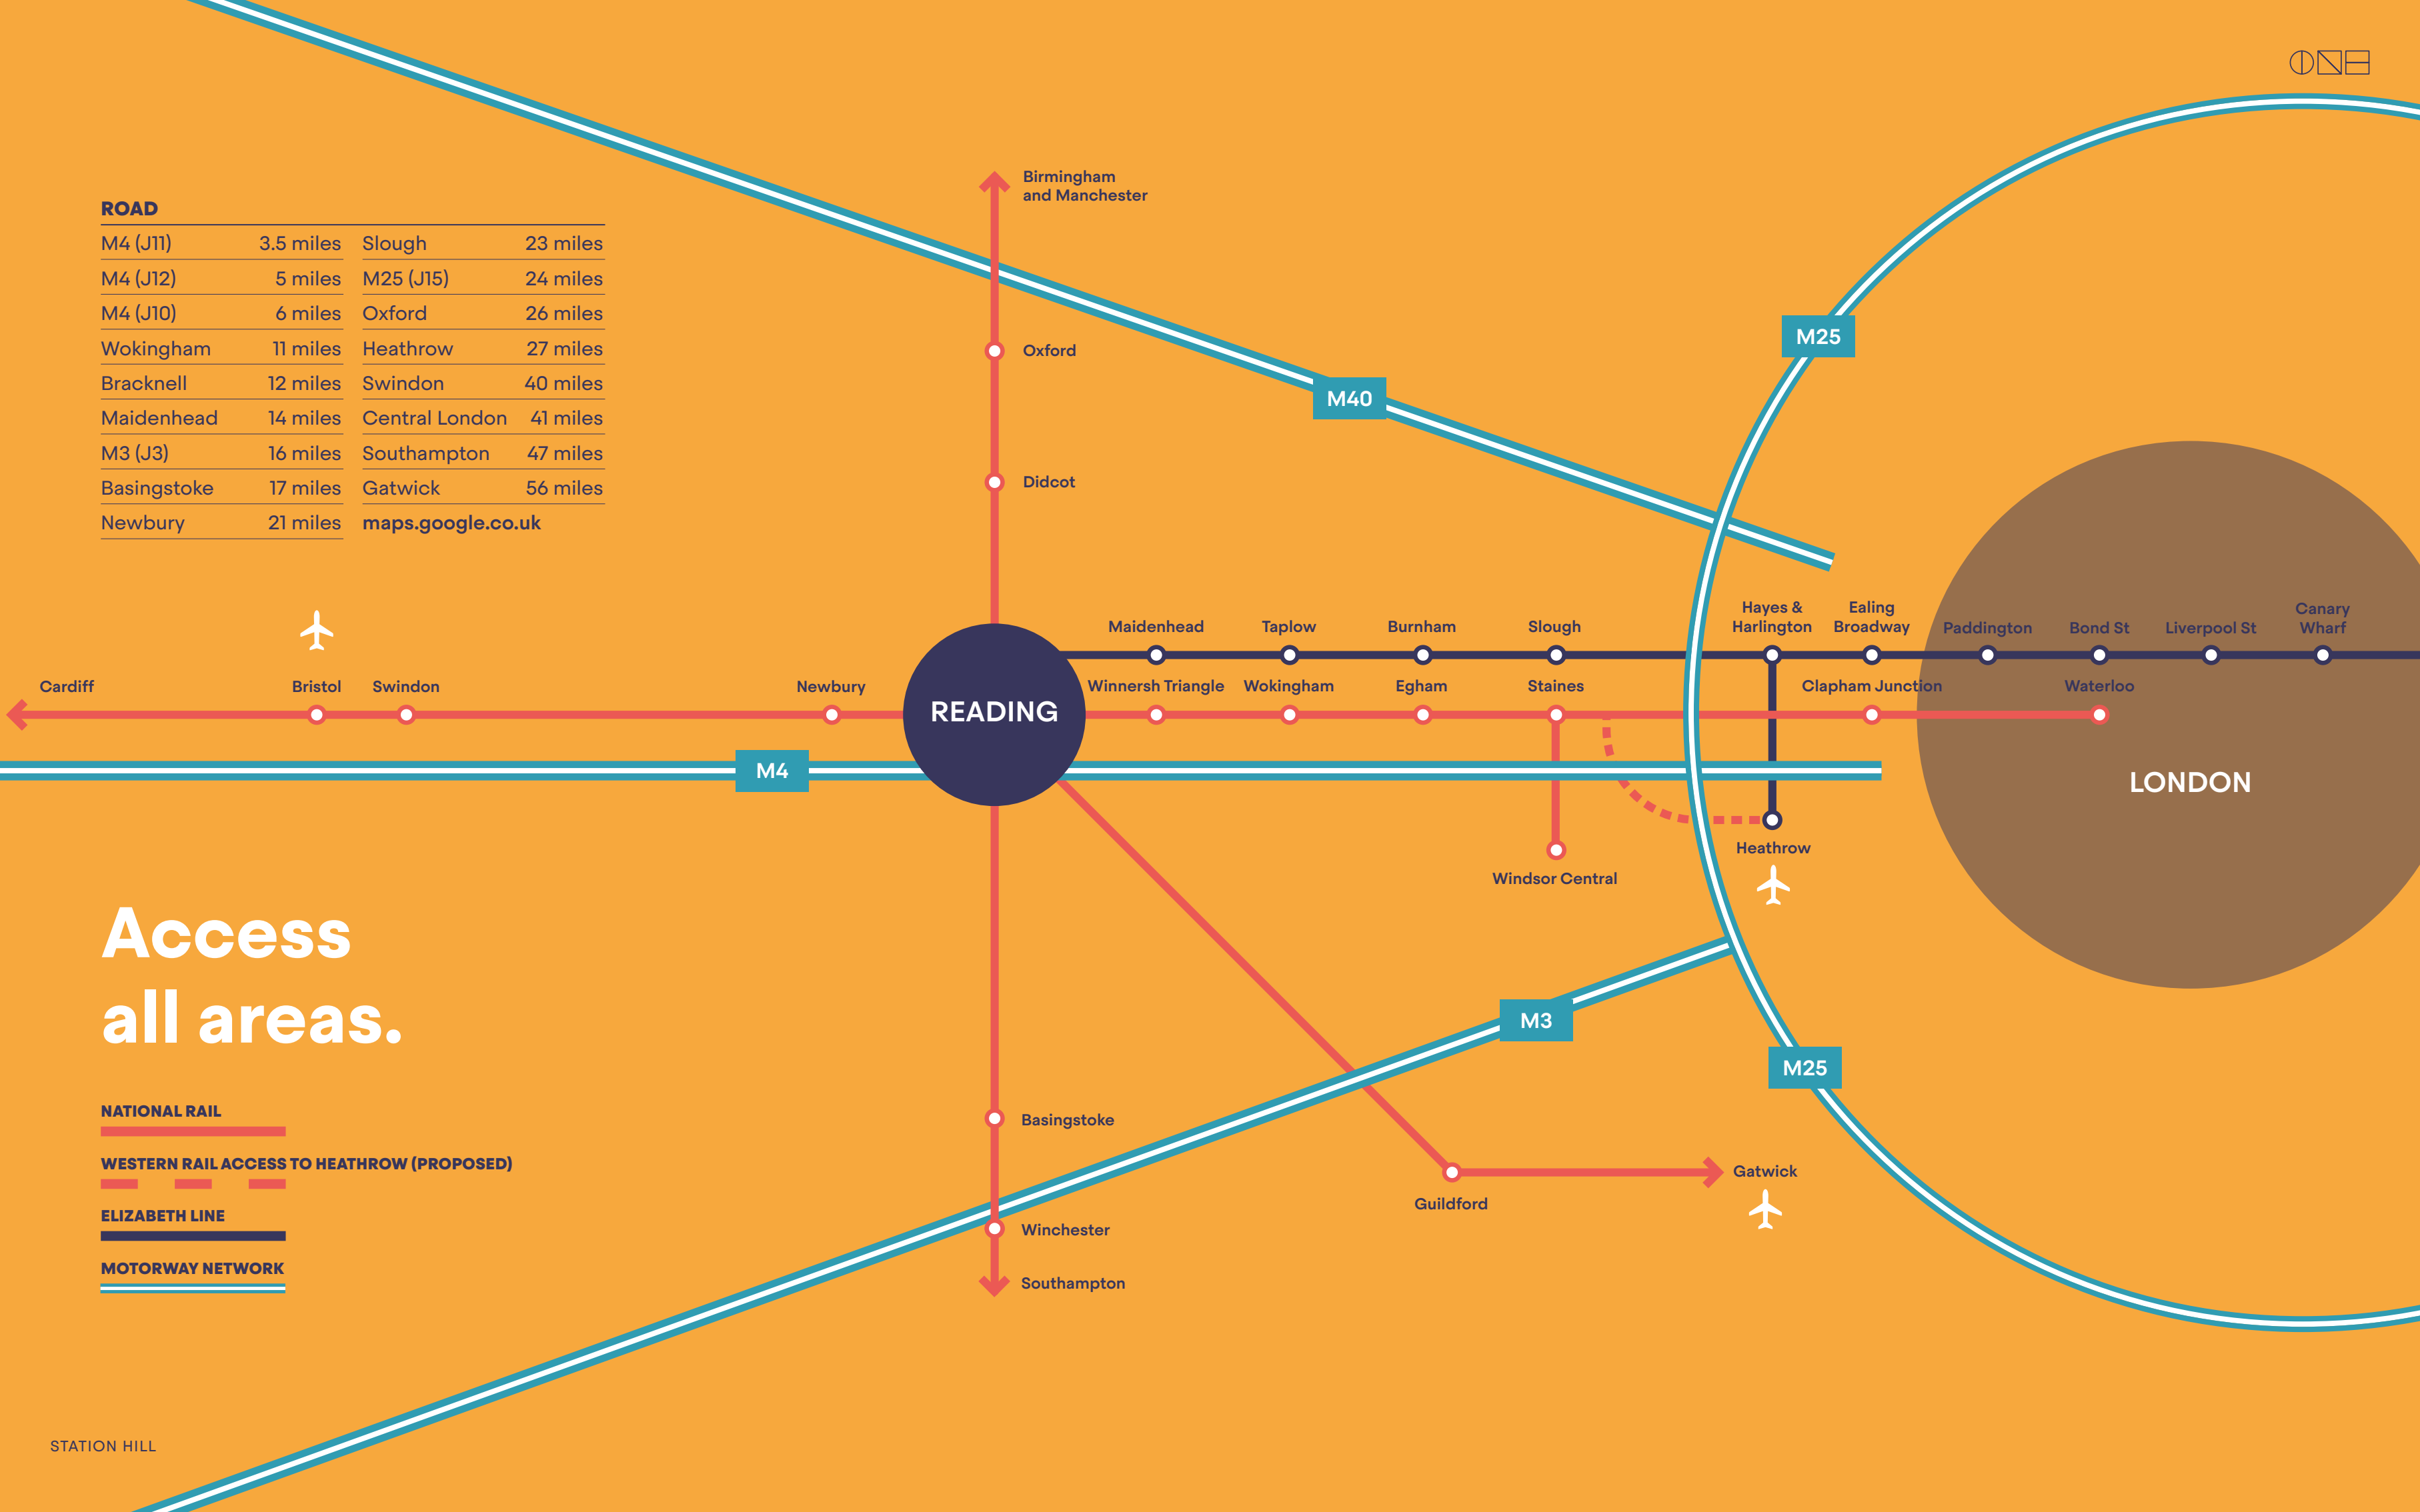 ONE
ROAD
M4 (J11) 3.5 miles Slough 23 miles
M4 (J12) 5 miles M25 (J15) 24 miles
M4 (J10) 6 miles Oxford 26 miles
Wokingham 11 miles Heathrow 27 miles
Bracknell 12 miles Swindon 40 miles
Maidenhead 14 miles Central London 41 miles
M3 (J3) 16 miles Southampton 47 miles
Basingstoke 17 miles Gatwick 56 miles
Newbury 21 miles maps.google.co.uk
Birmingham
and Manchester
Oxford
Didcot
M40
M25
Maidenhead
Taplow
Burnham
Slough
Hayes &
Harlington
Ealing
Broadway
Paddington
Bond St
Liverpool St
Canary
Wharf
Cardiff
Bristol
Swindon
Newbury
READING
Winnersh Triangle
Wokingham
Egham
Staines
Clapham Junction
Waterloo
M4
LONDON
Heathrow
Windsor Central
M3
M25
Basingstoke
Gatwick
Guildford
Winchester
Southampton
Access
all areas.
NATIONAL RAIL
WESTERN RAIL ACCESS TO HEATHROW (PROPOSED)
ELIZABETH LINE
MOTORWAY NETWORK
STATION HILL